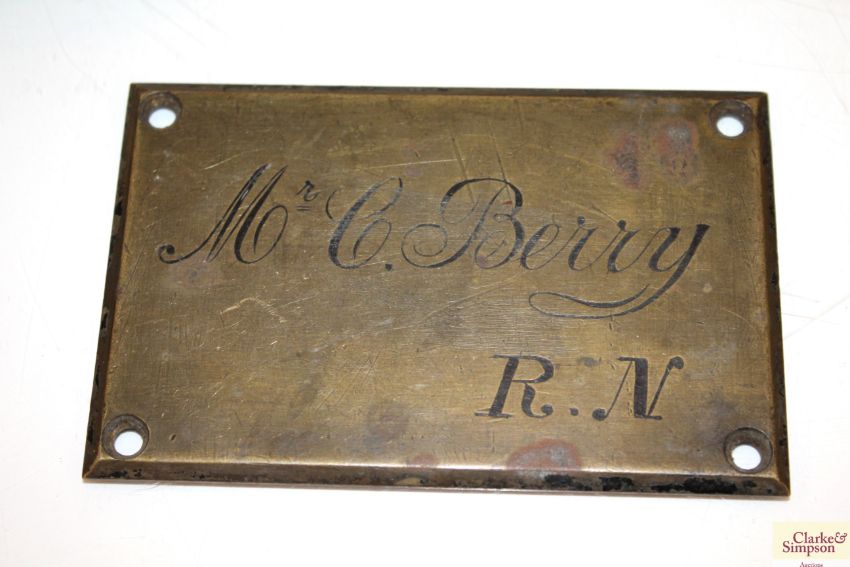 Mr C. Berry
R.N
Clarke&
Simpson
Auctions